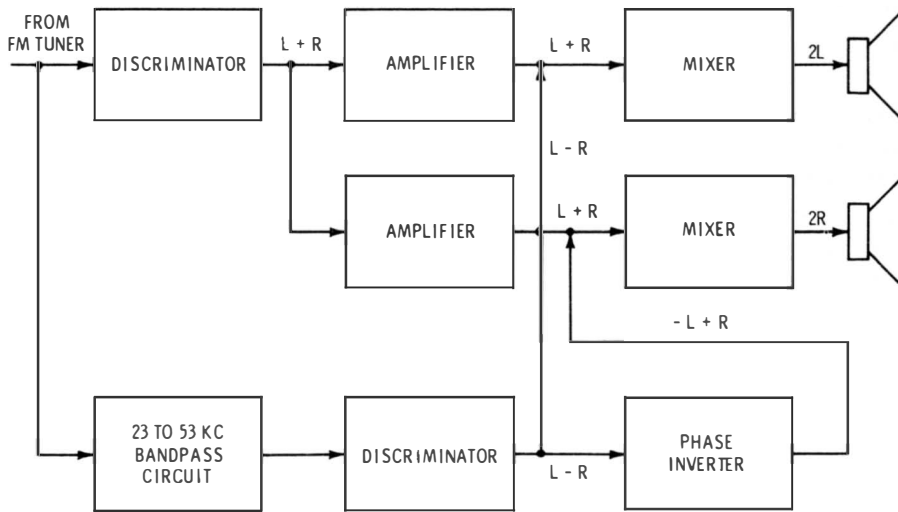 FROM
FM TUNER
DISCRIMINATOR
L + R
AMPLIFIER
L + R
MIXER
2L
L - R
AMPLIFIER
L + R
MIXER
2R
- L + R
23 TO 53 KC
BANDPASS
CIRCUIT
DISCRIMINATOR
L - R
PHASE
INVERTER